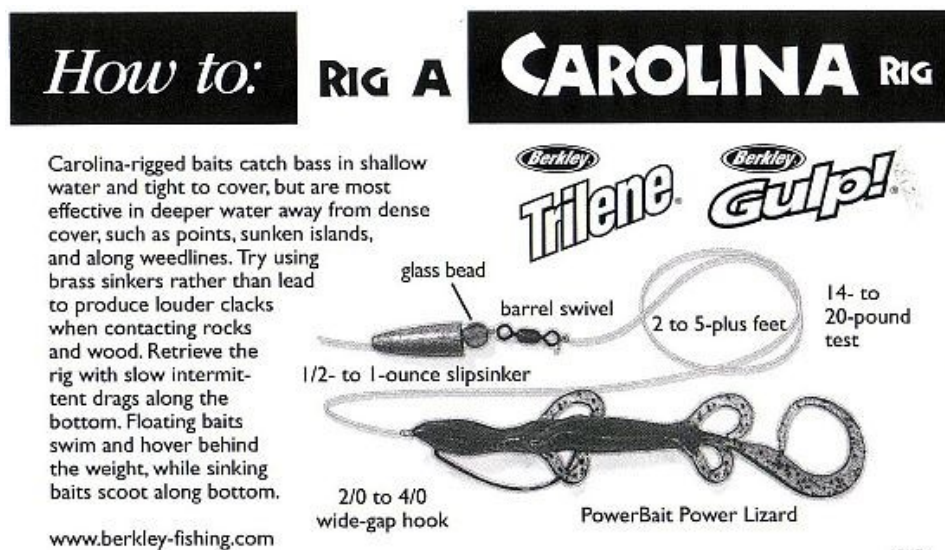 How to: RIG A CAROLINA RIG
Carolina-rigged baits catch bass in shallow
water and tight to cover, but are most
effective in deeper water away from dense
cover, such as points, sunken islands,
and along weedlines. Try using
brass sinkers rather than lead
to produce louder clacks
when contacting rocks
and wood. Retrieve the
rig with slow intermit-
tent drags along the
bottom. Floating baits
swim and hover behind
the weight, while sinking
baits scoot along bottom.
www.berkley-fishing.com
Berkley
Trilene®
Berkley
Gulp!®
glass bead
barrel swivel
2 to 5-plus feet
14- to
20-pound
test
1/2- to 1-ounce slipsinker
2/0 to 4/0
wide-gap hook
PowerBait Power Lizard